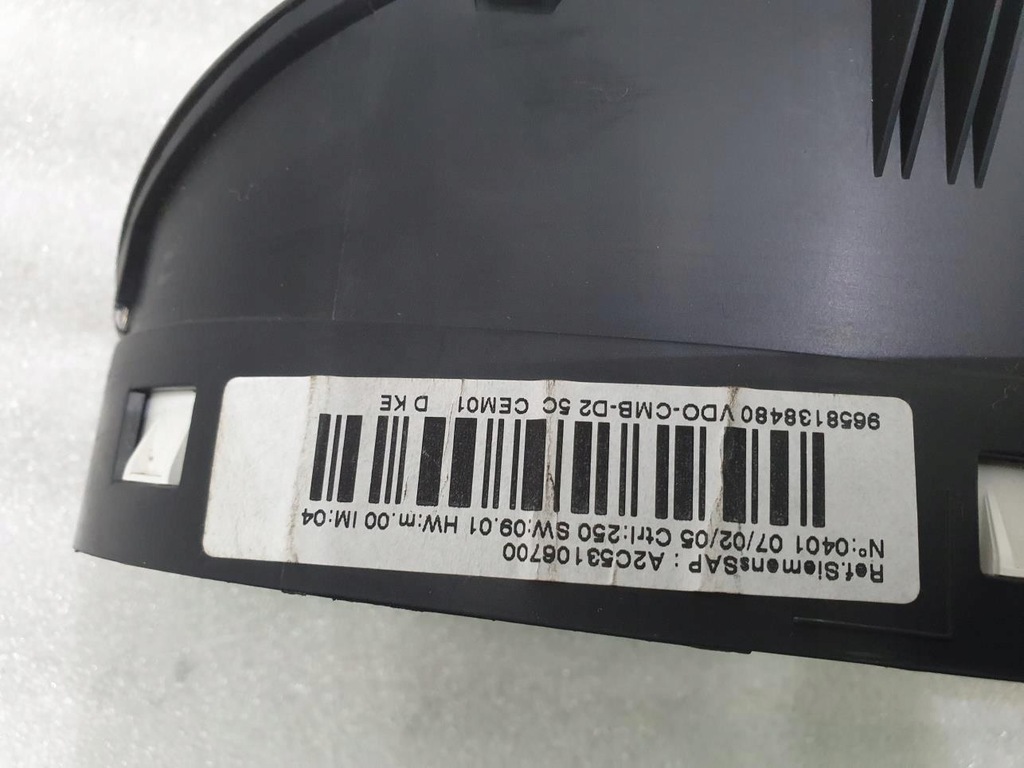 Ref.SiemensSAP : A2C53106700
N°:0401 07/02/05 Ctrl:250 SW:09.01 HW:m.00 IM:04
9658138480 VDO-CMB-D2 5C CEM01 D KE